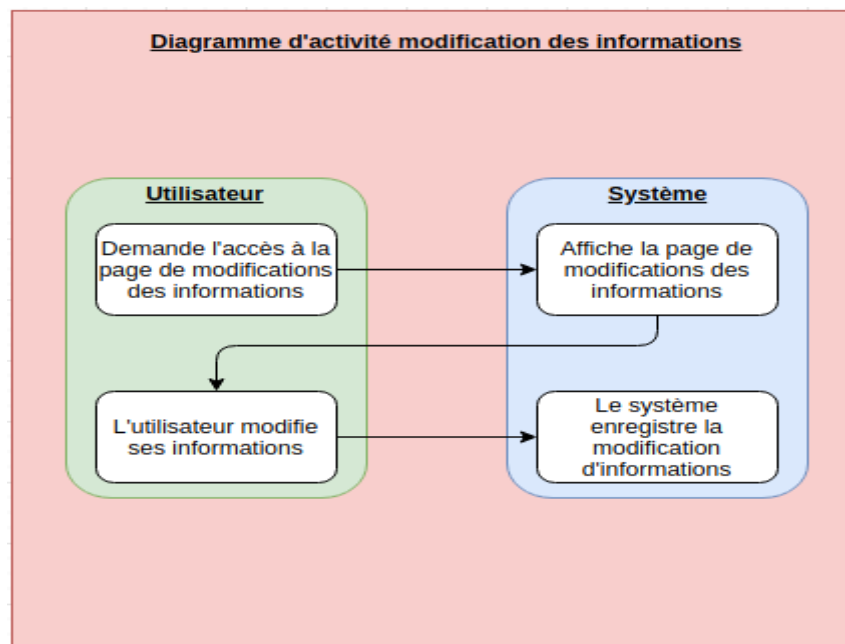 Diagramme d'activité modification des informations
Utilisateur
Système
Demande l'accès à la
page de modifications
des informations
Affiche la page de
modifications des
informations
L'utilisateur modifie
ses informations
Le système
enregistre la
modification
d'informations